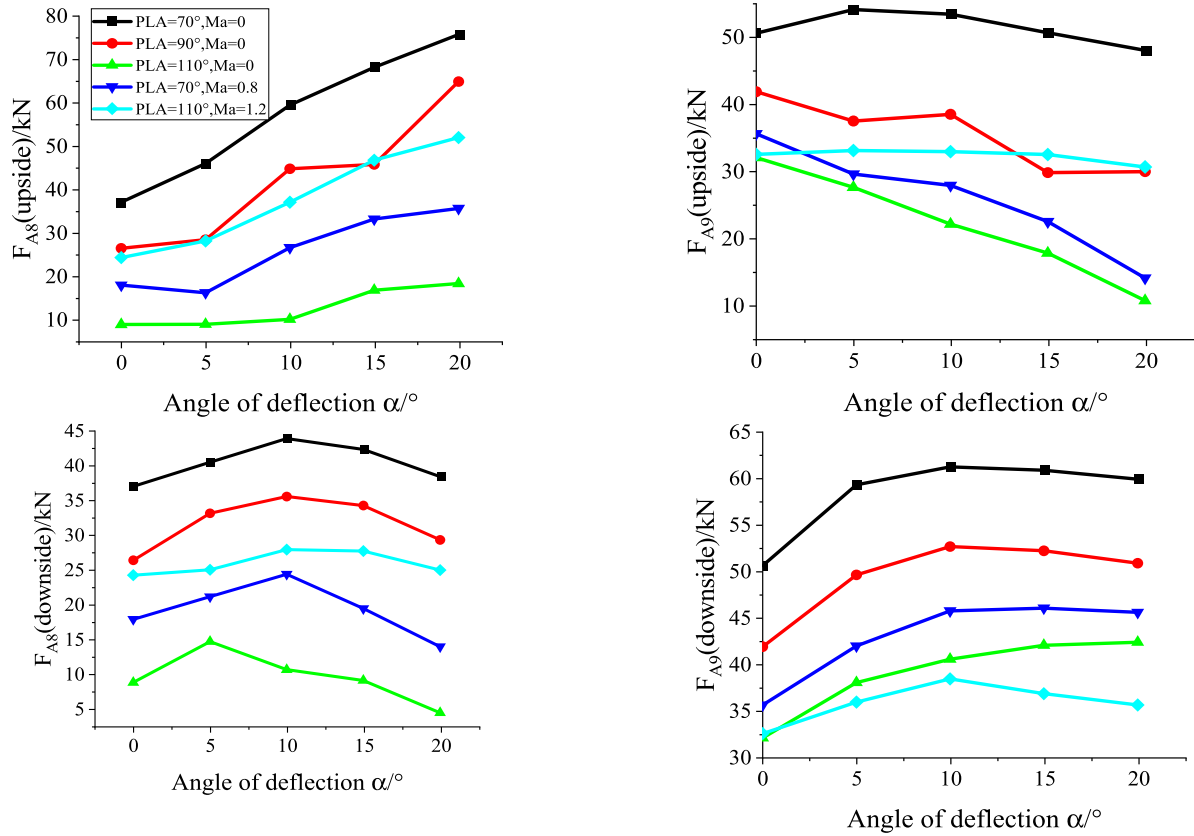 F_A8(upside)/kN
80
70
60
50
40
30
20
10
PLA=70°,Ma=0
PLA=90°,Ma=0
PLA=110°,Ma=0
PLA=70°,Ma=0.8
PLA=110°,Ma=1.2
0 5 10 15 20
Angle of deflection α/°
F_A9(upside)/kN
50
40
30
20
10
0 5 10 15 20
Angle of deflection α/°
F_A8(downside)/kN
45
40
35
30
25
20
15
10
5
0 5 10 15 20
Angle of deflection α/°
F_A9(downside)/kN
65
60
55
50
45
40
35
30
0 5 10 15 20
Angle of deflection α/°